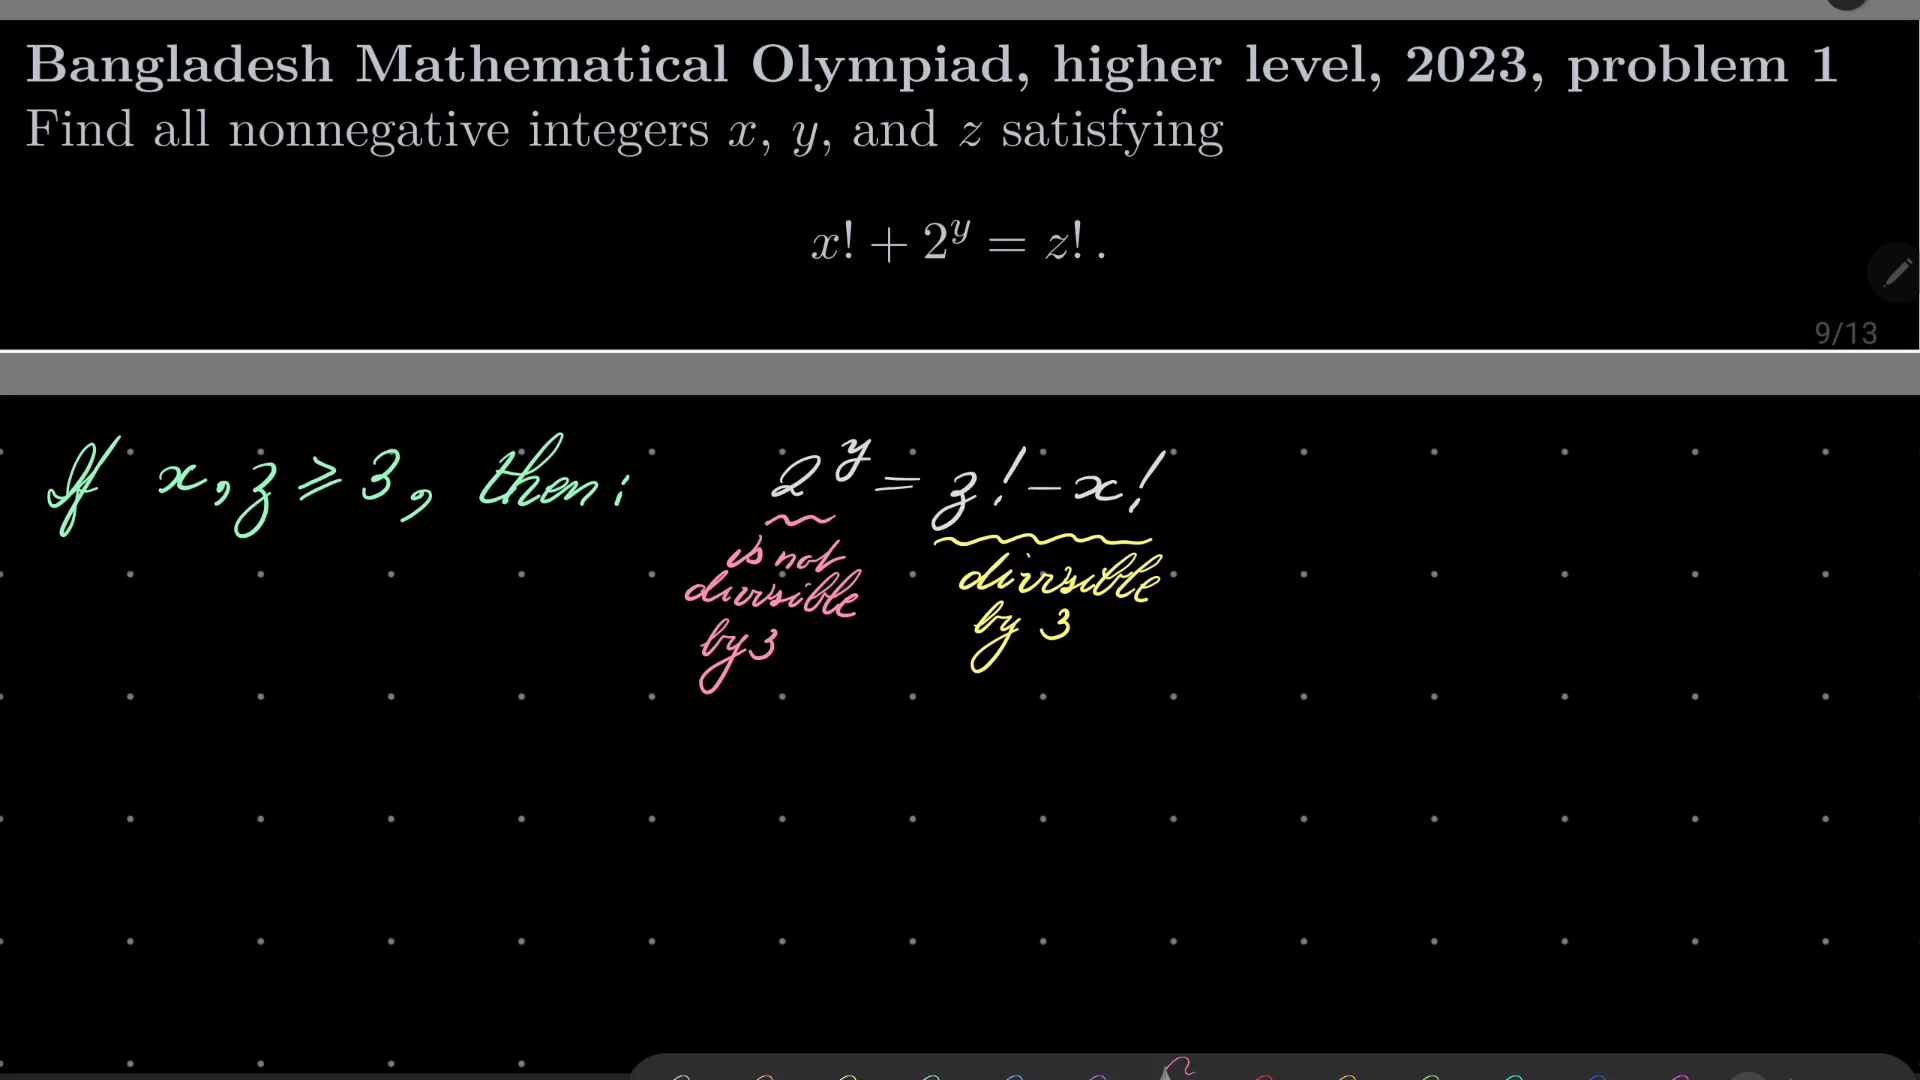 Bangladesh Mathematical Olympiad, higher level, 2023, problem 1
Find all nonnegative integers x, y, and z satisfying
x! + 2^y = z! .
9/13
If x, z ⩾ 3, then: 2^y = z! − x!
is not divisible by 3
divisible by 3